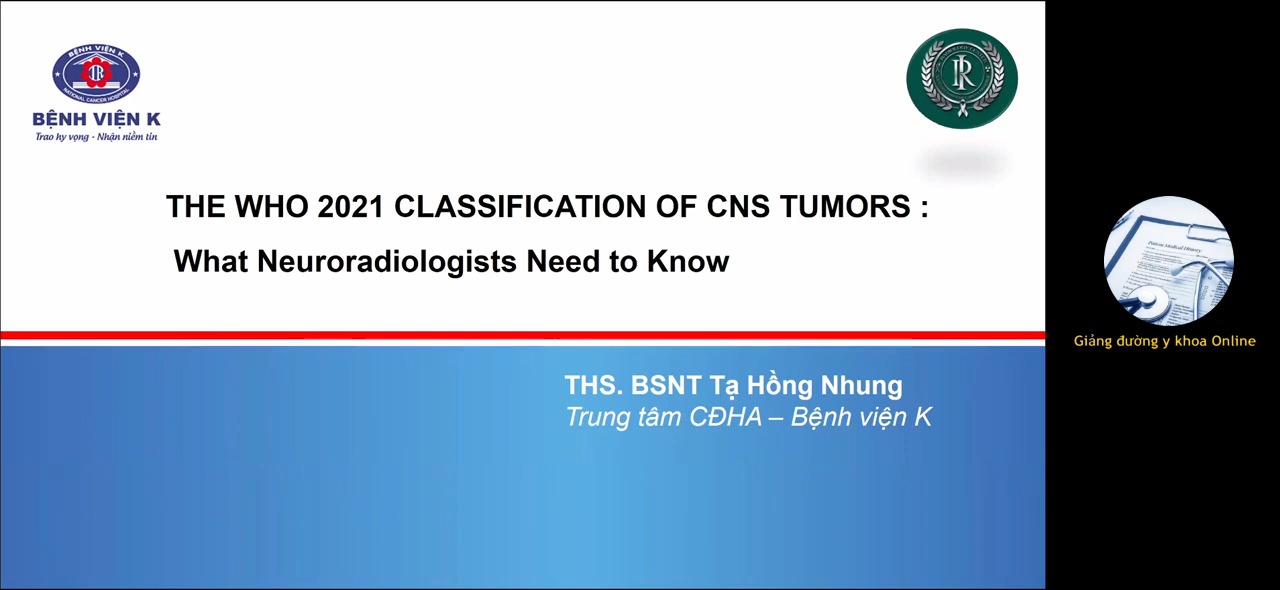 BỆNH VIỆN K
NATIONAL CANCER HOSPITAL
BỆNH VIỆN K
Trao hy vọng - Nhận niềm tin
THE WHO 2021 CLASSIFICATION OF CNS TUMORS :
What Neuroradiologists Need to Know
THS. BSNT Tạ Hồng Nhung
Trung tâm CĐHA – Bệnh viện K
Patient Medical History
Giảng đường y khoa Online